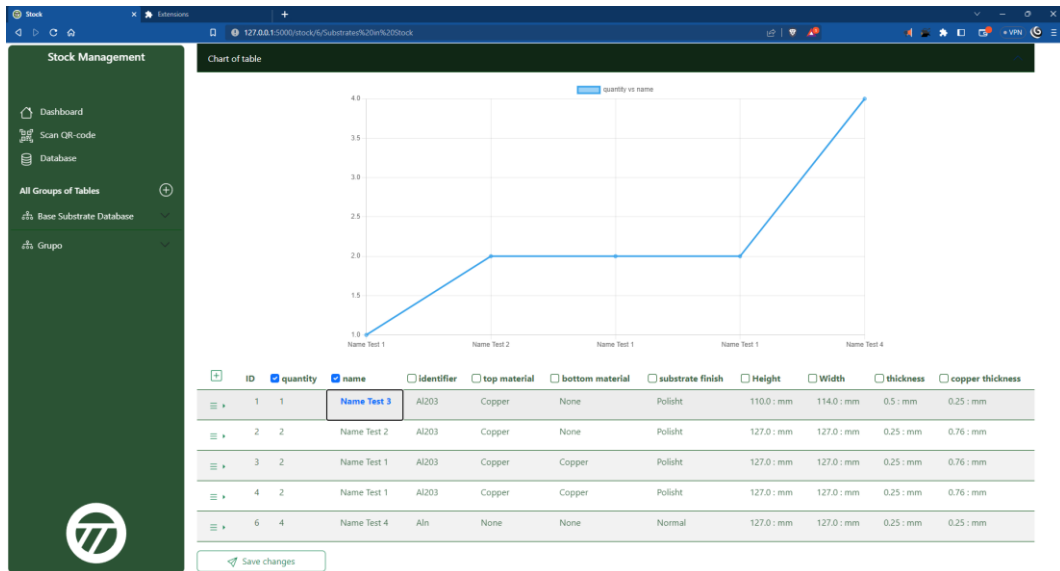 Stock
Extensions
127.0.0.1:5000/stock/6/Substrates%20in%20Stock
VPN
Stock Management
Dashboard
Scan QR-code
Database
All Groups of Tables
Base Substrate Database
Grupo
Chart of table
quantity vs name
4.0
3.5
3.0
2.5
2.0
1.5
1.0
Name Test 1 Name Test 2 Name Test 1 Name Test 1 Name Test 4
ID quantity name identifier top material bottom material substrate finish Height Width thickness copper thickness
1 1 Name Test 3 Al203 Copper None Polisht 110.0 : mm 114.0 : mm 0.5 : mm 0.25 : mm
2 2 Name Test 2 Al203 Copper None Polisht 127.0 : mm 127.0 : mm 0.25 : mm 0.76 : mm
3 2 Name Test 1 Al203 Copper Copper Polisht 127.0 : mm 127.0 : mm 0.25 : mm 0.76 : mm
4 2 Name Test 1 Al203 Copper Copper Polisht 127.0 : mm 127.0 : mm 0.25 : mm 0.76 : mm
6 4 Name Test 4 Aln None None Normal 127.0 : mm 127.0 : mm 0.25 : mm 0.25 : mm
Save changes